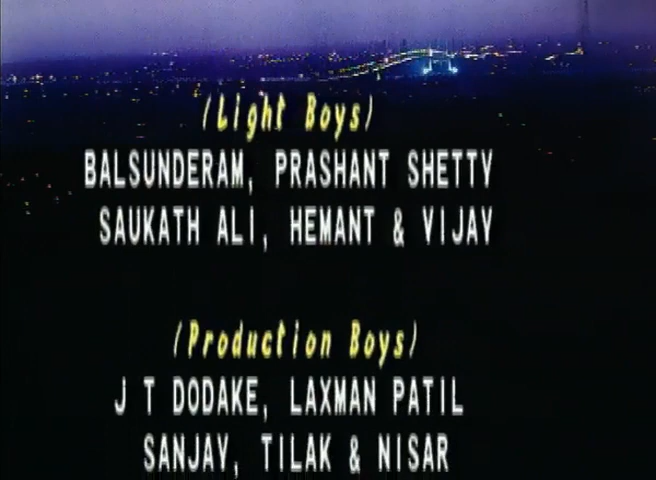 (Light Boys)
BALSUNDERAM, PRASHANT SHETTY
SAUKATH ALI, HEMANT & VIJAY
(Production Boys)
J T DODAKE, LAXMAN PATIL
SANJAY, TILAK & NISAR